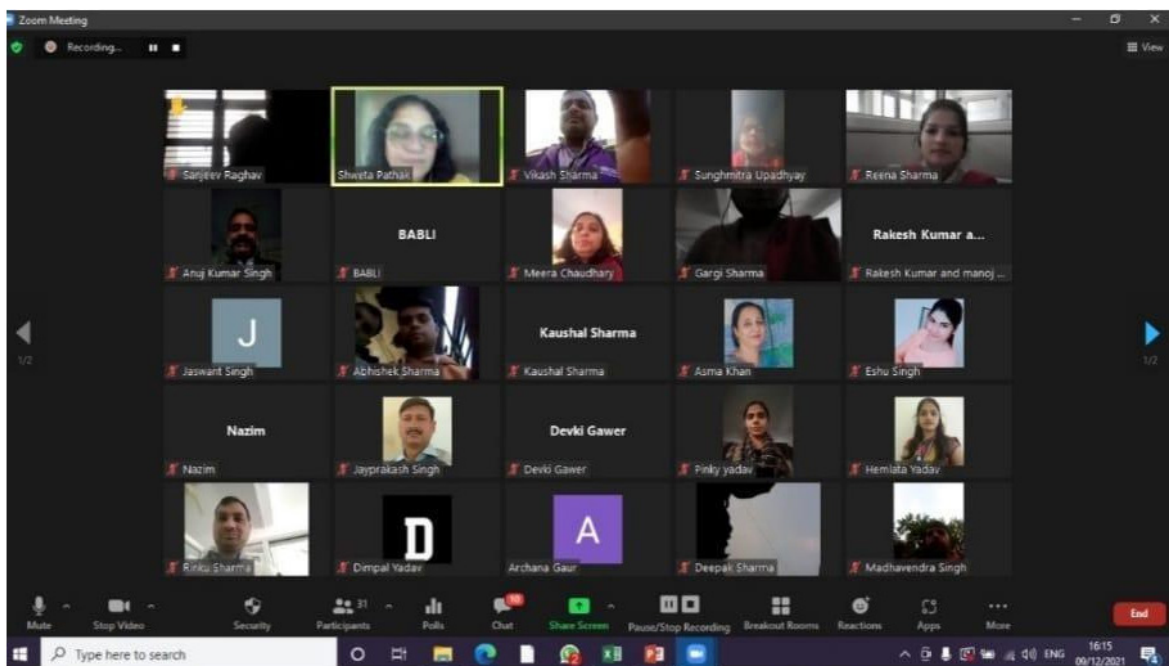 Zoom Meeting
Recording...
View
Sanjeev Raghav
Shweta Pathak
Vikash Sharma
Sunghmitra Upadhyay
Reena Sharma
Anuj Kumar Singh
BABLI
BABLI
Meera Chaudhary
Gargi Sharma
Rakesh Kumar a...
Rakesh Kumar and manoj ...
1/2
J
Jaswant Singh
Abhishek Sharma
Kaushal Sharma
Kaushal Sharma
Asma Khan
Eshu Singh
1/2
Nazim
Nazim
Jayprakash Singh
Devki Gawer
Devki Gawer
Pinky yadav
Hemlata Yadav
Rinku Sharma
D
Dimpal Yadav
A
Archana Gaur
Deepak Sharma
Madhavendra Singh
Mute
Stop Video
Security
31
Participants
Polls
10
Chat
Share Screen
Pause/Stop Recording
Breakout Rooms
Reactions
Apps
More
End
Type here to search
ENG
16:15
09/12/2021